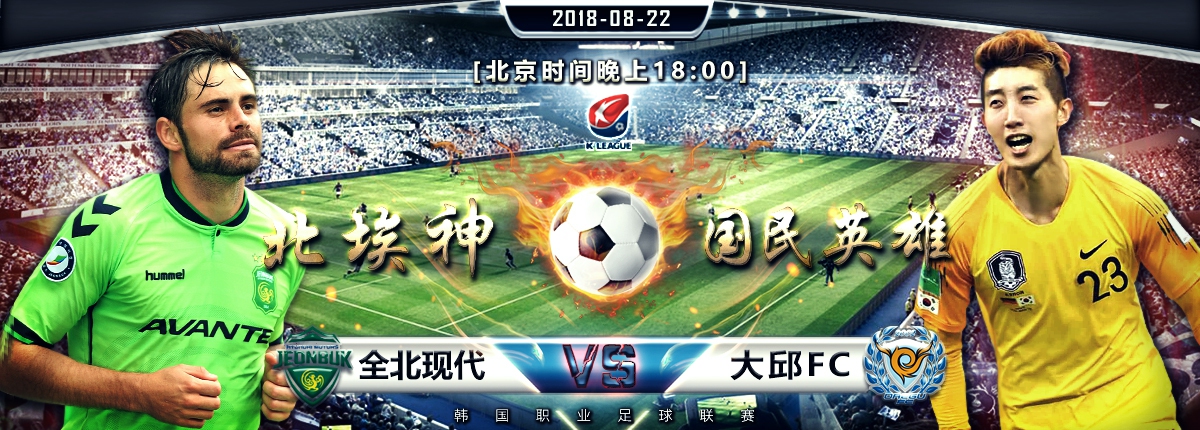 2018-08-22
[北京时间晚上18:00]
K LEAGUE
北埃神
国民英雄
hummel
AVANTE
23
JEONBUK
全北现代
VS
大邱FC
DAEGU
韩国职业足球联赛